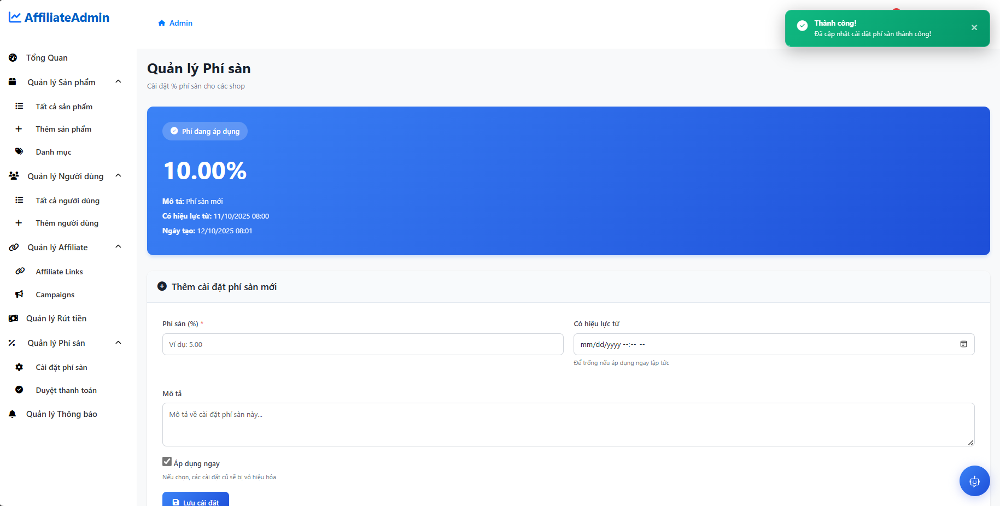 AffiliateAdmin
Admin
Thành công!
Đã cập nhật cài đặt phí sàn thành công!
Tổng Quan
Quản lý Sản phẩm
Tất cả sản phẩm
Thêm sản phẩm
Danh mục
Quản lý Người dùng
Tất cả người dùng
Thêm người dùng
Quản lý Affiliate
Affiliate Links
Campaigns
Quản lý Rút tiền
Quản lý Phí sàn
Cài đặt phí sàn
Duyệt thanh toán
Quản lý Thông báo
Quản lý Phí sàn
Cài đặt % phí sàn cho các shop
Phí đang áp dụng
10.00%
Mô tả: Phí sàn mới
Có hiệu lực từ: 11/10/2025 08:00
Ngày tạo: 12/10/2025 08:01
Thêm cài đặt phí sàn mới
Phí sàn (%) *
Ví dụ: 5.00
Có hiệu lực từ
mm/dd/yyyy --:-- --
Để trống nếu áp dụng ngay lập tức
Mô tả
Mô tả về cài đặt phí sàn này...
Áp dụng ngay
Nếu chọn, các cài đặt cũ sẽ bị vô hiệu hóa
Lưu cài đặt